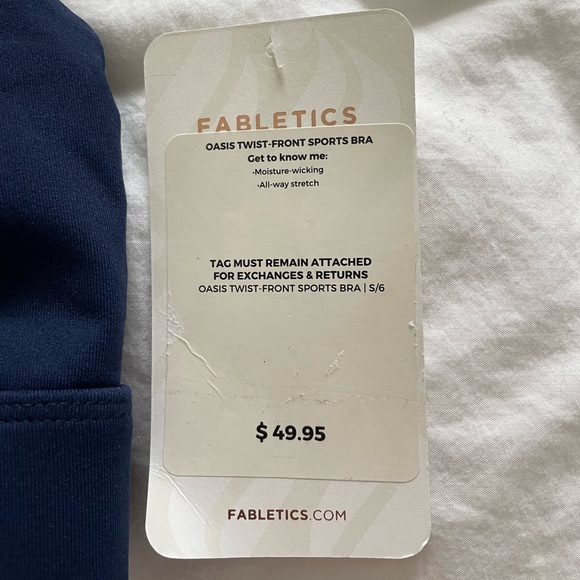 FABLETICS
OASIS TWIST-FRONT SPORTS BRA
Get to know me:
•Moisture-wicking
•All-way stretch
TAG MUST REMAIN ATTACHED
FOR EXCHANGES & RETURNS
OASIS TWIST-FRONT SPORTS BRA | S/6
$ 49.95
FABLETICS.COM